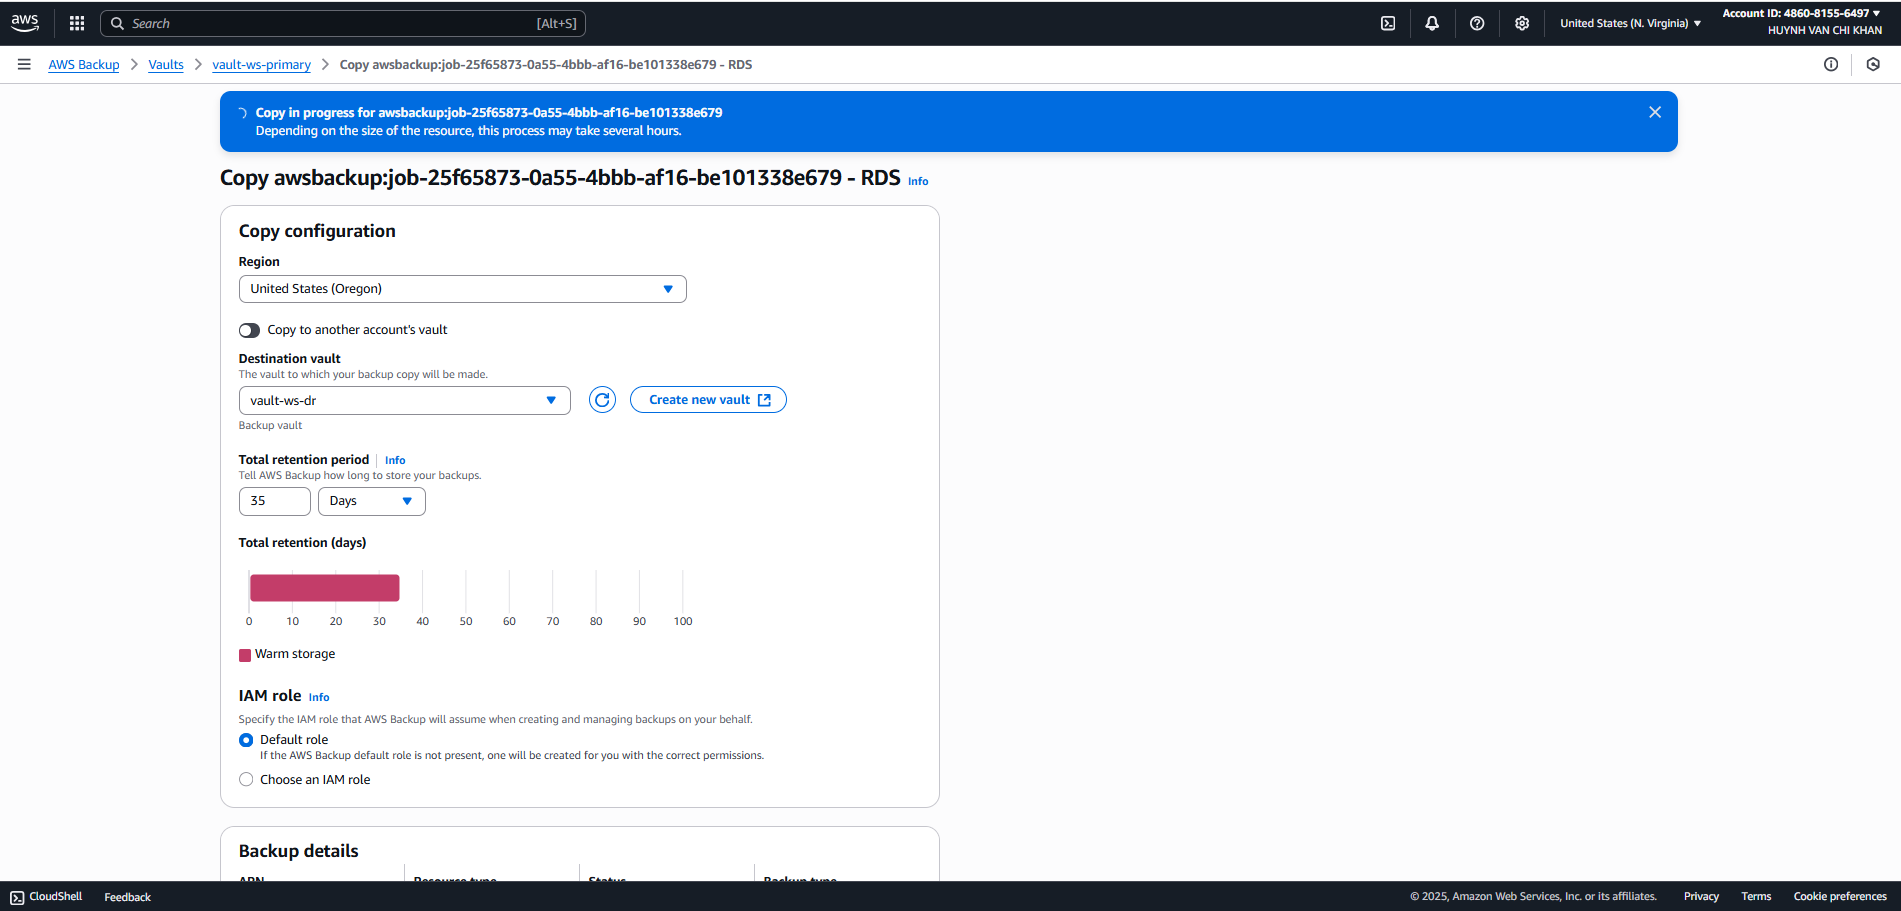 aws
Search [Alt+S]
United States (N. Virginia)
Account ID: 4860-8155-6497
HUYNH VAN CHI KHAN
AWS Backup
Vaults
vault-ws-primary
Copy awsbackup:job-25f65873-0a55-4bbb-af16-be101338e679 - RDS
Copy in progress for awsbackup:job-25f65873-0a55-4bbb-af16-be101338e679
Depending on the size of the resource, this process may take several hours.
Copy awsbackup:job-25f65873-0a55-4bbb-af16-be101338e679 - RDS Info
Copy configuration
Region
United States (Oregon)
Copy to another account's vault
Destination vault
The vault to which your backup copy will be made.
vault-ws-dr
Create new vault
Backup vault
Total retention period Info
Tell AWS Backup how long to store your backups.
35 Days
Total retention (days)
0 10 20 30 40 50 60 70 80 90 100
Warm storage
IAM role Info
Specify the IAM role that AWS Backup will assume when creating and managing backups on your behalf.
Default role
If the AWS Backup default role is not present, one will be created for you with the correct permissions.
Choose an IAM role
Backup details
ARN Resource type Status Backup type
CloudShell Feedback © 2025, Amazon Web Services, Inc. or its affiliates. Privacy Terms Cookie preferences